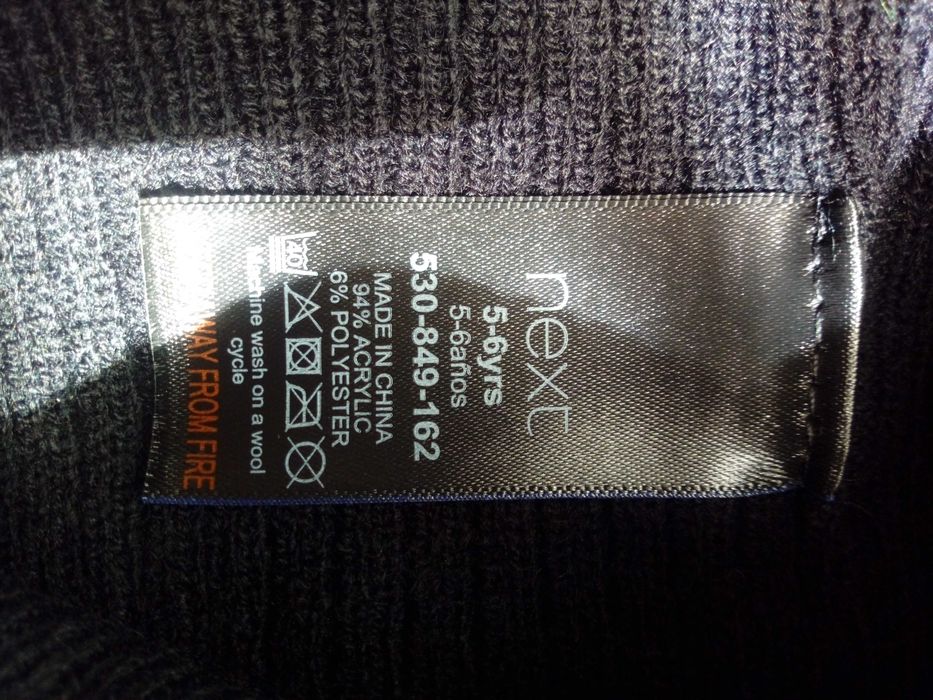 next
5-6yrs
5-6años
530-849-162
MADE IN CHINA
94% ACRYLIC
6% POLYESTER
40
Machine wash on a wool
cycle
AWAY FROM FIRE